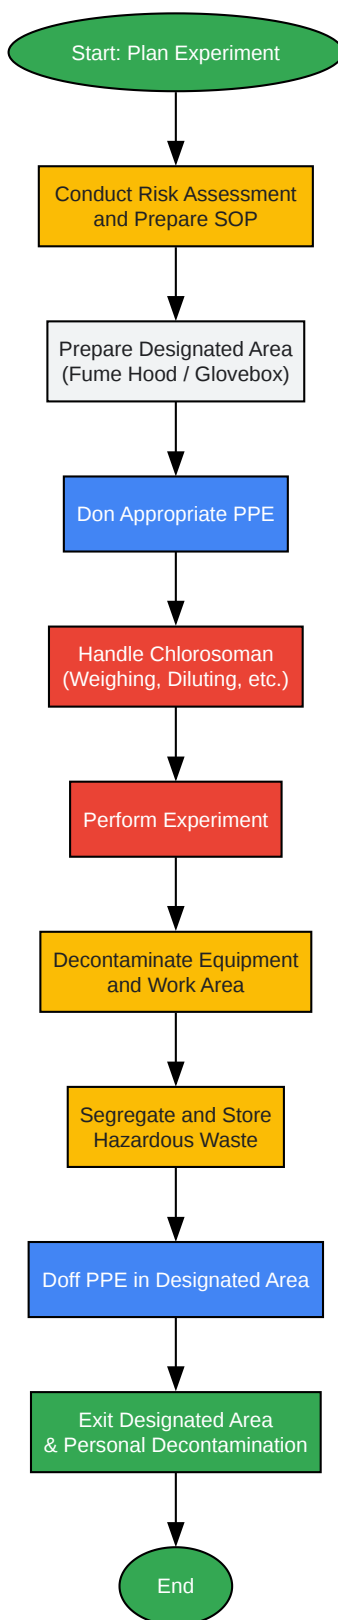 Start: Plan Experiment
Conduct Risk Assessment
and Prepare SOP
Prepare Designated Area
(Fume Hood / Glovebox)
Don Appropriate PPE
Handle Chlorosoman
(Weighing, Diluting, etc.)
Perform Experiment
Decontaminate Equipment
and Work Area
Segregate and Store
Hazardous Waste
Doff PPE in Designated Area
Exit Designated Area
& Personal Decontamination
End